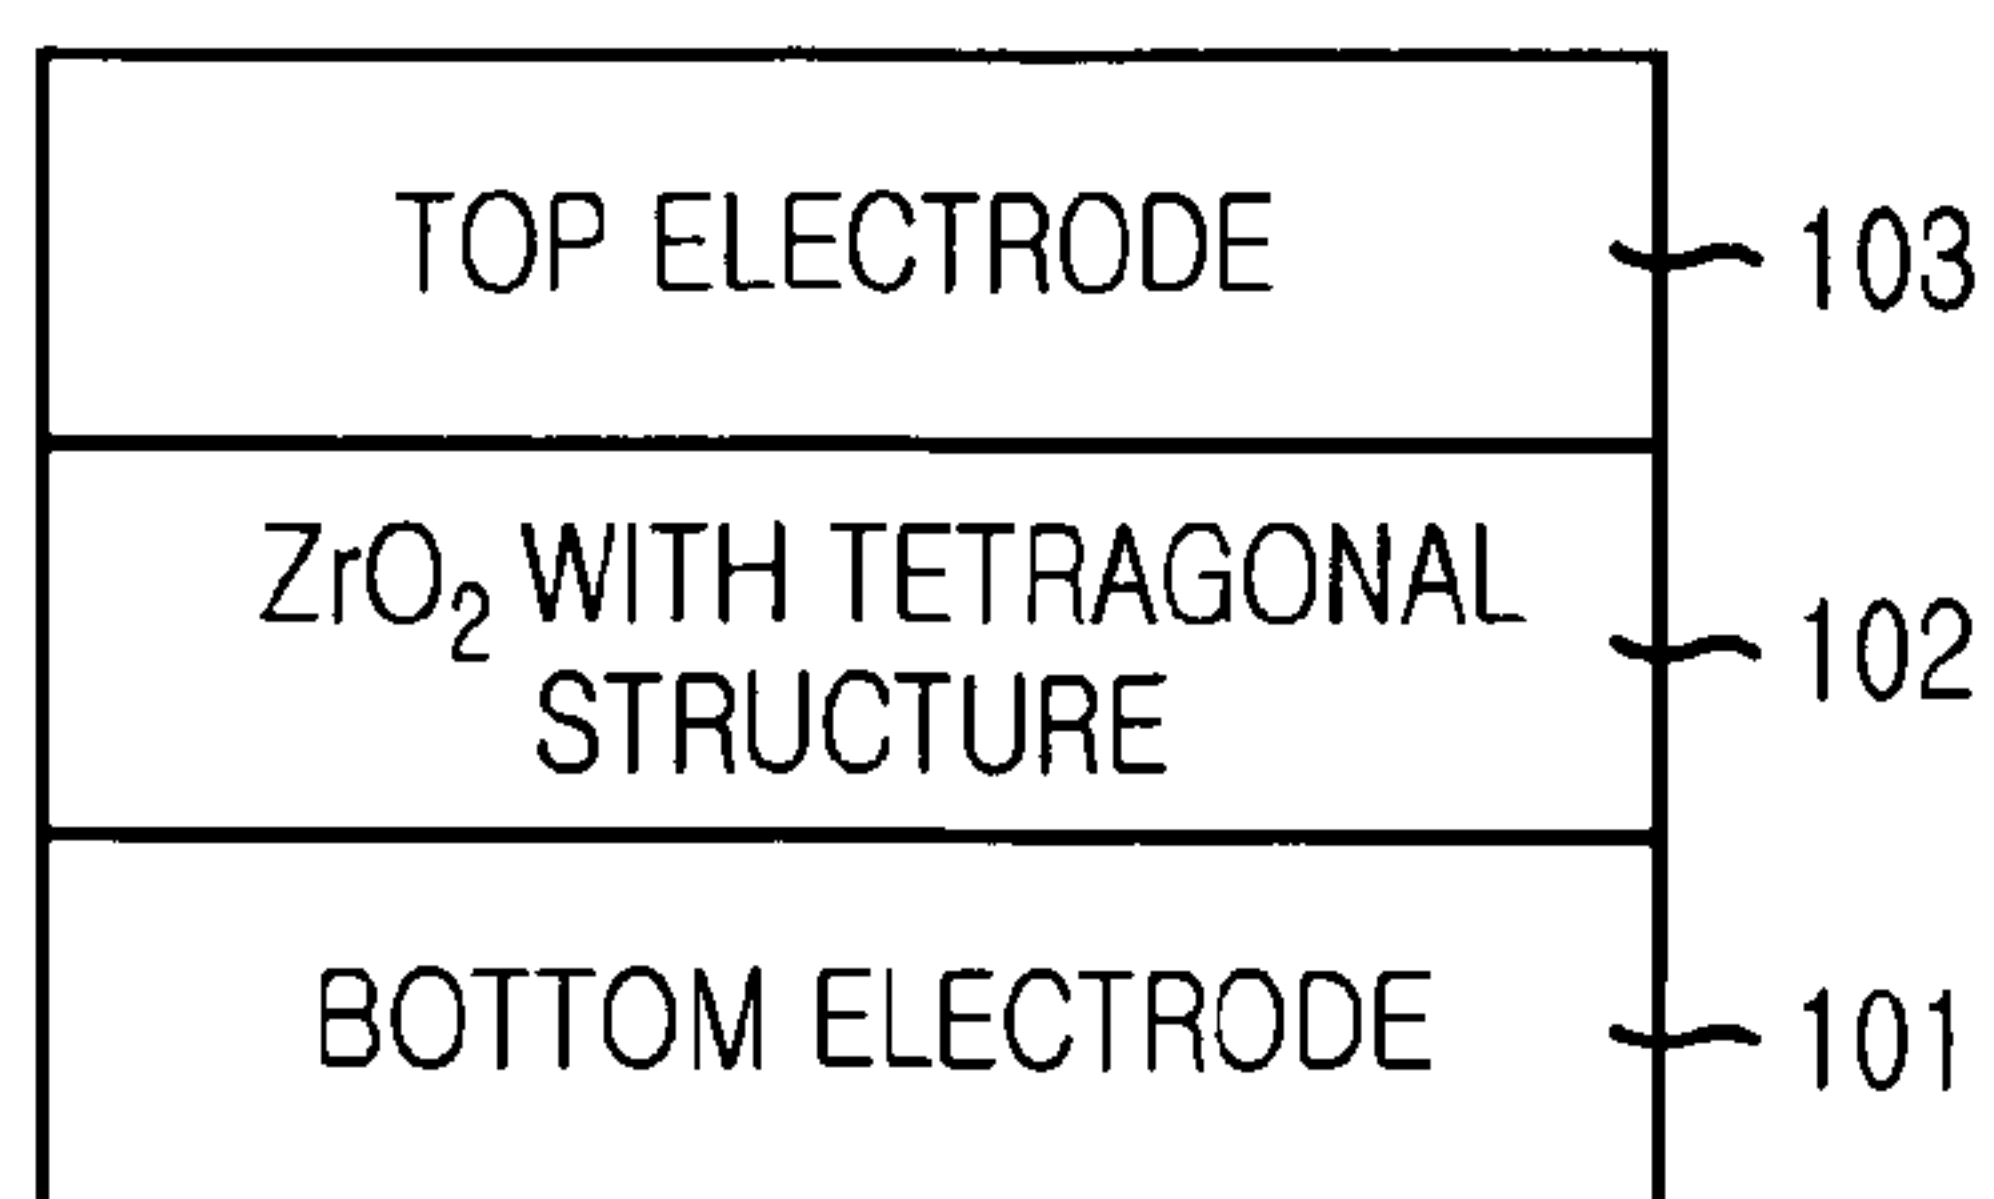 TOP ELECTRODE
103
ZrO₂ WITH TETRAGONAL
STRUCTURE
102
BOTTOM ELECTRODE
101